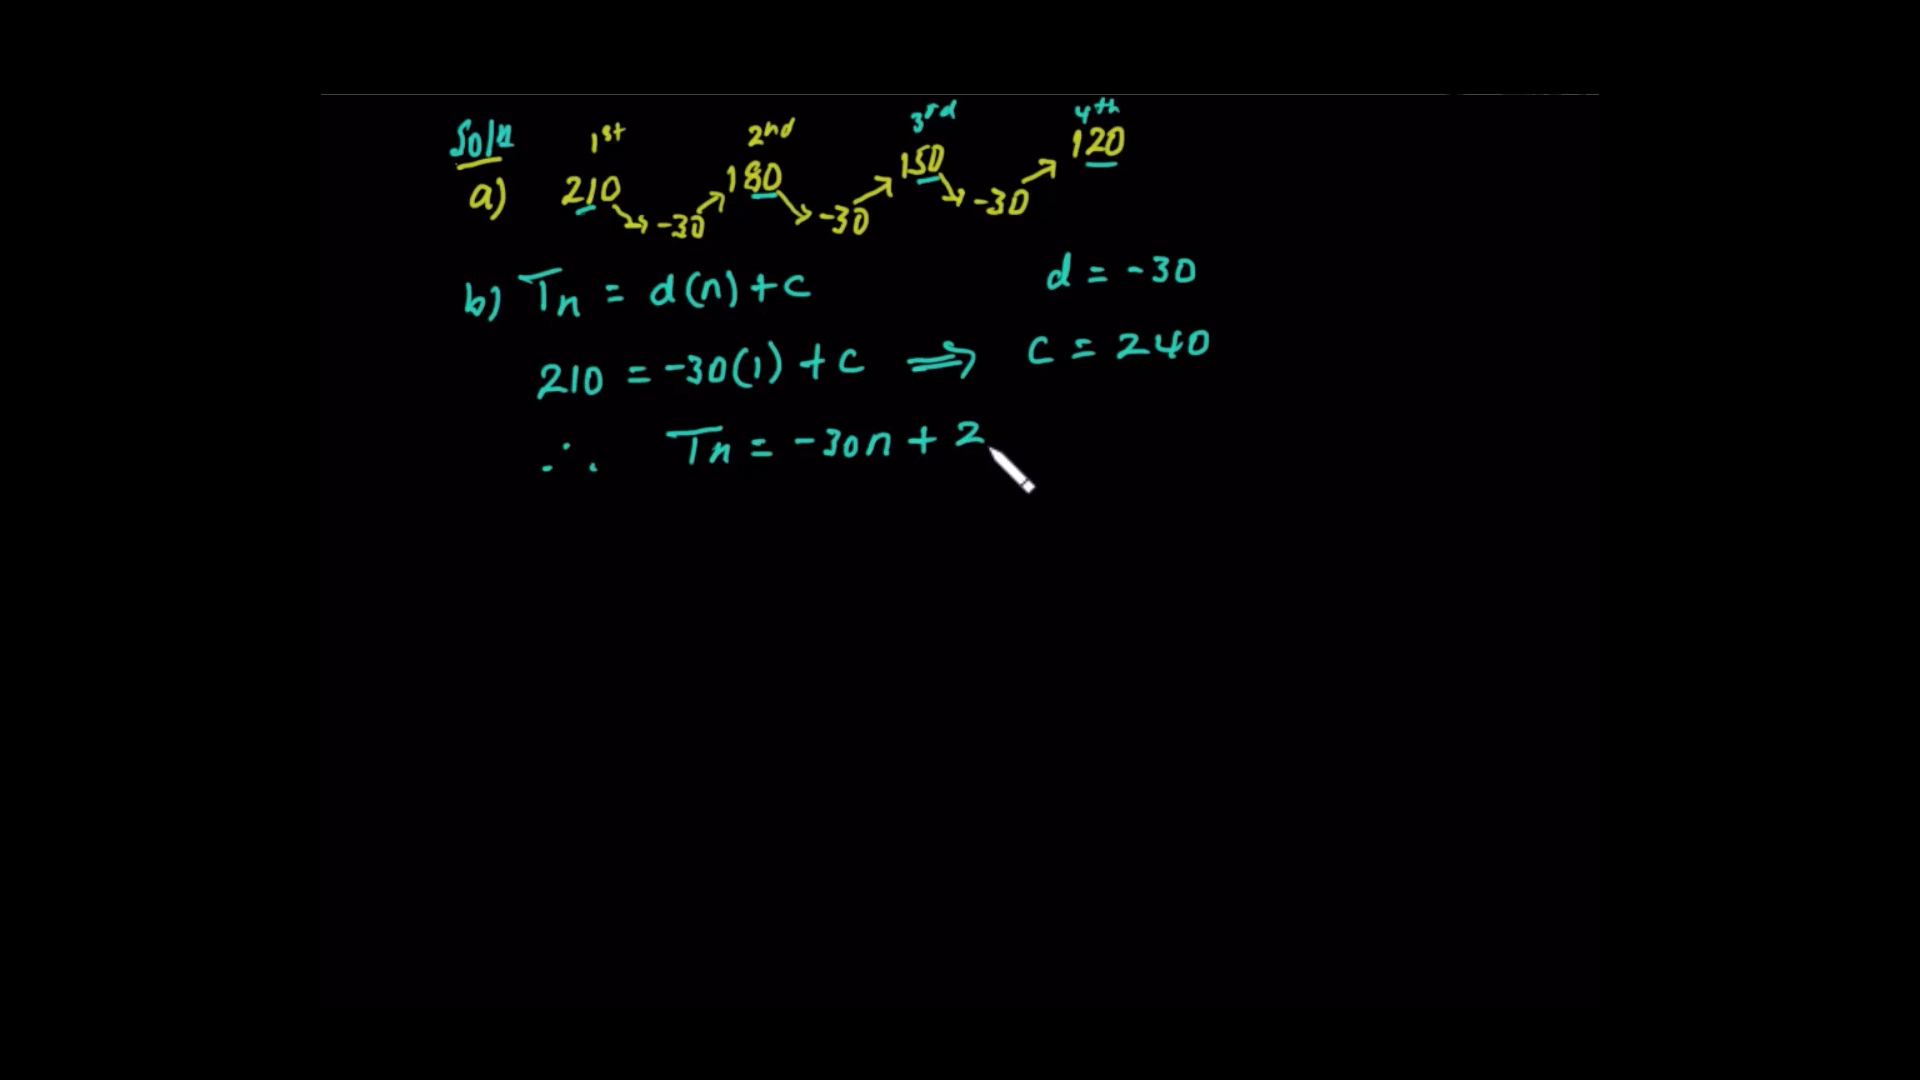 Soln 1st 2nd 3rd 4th
a) 210 -30 180 -30 150 -30 120
b) Tn = d(n)+c d = -30
210 = -30(1) + c ⟹ c = 240
∴ Tn = -30n + 2